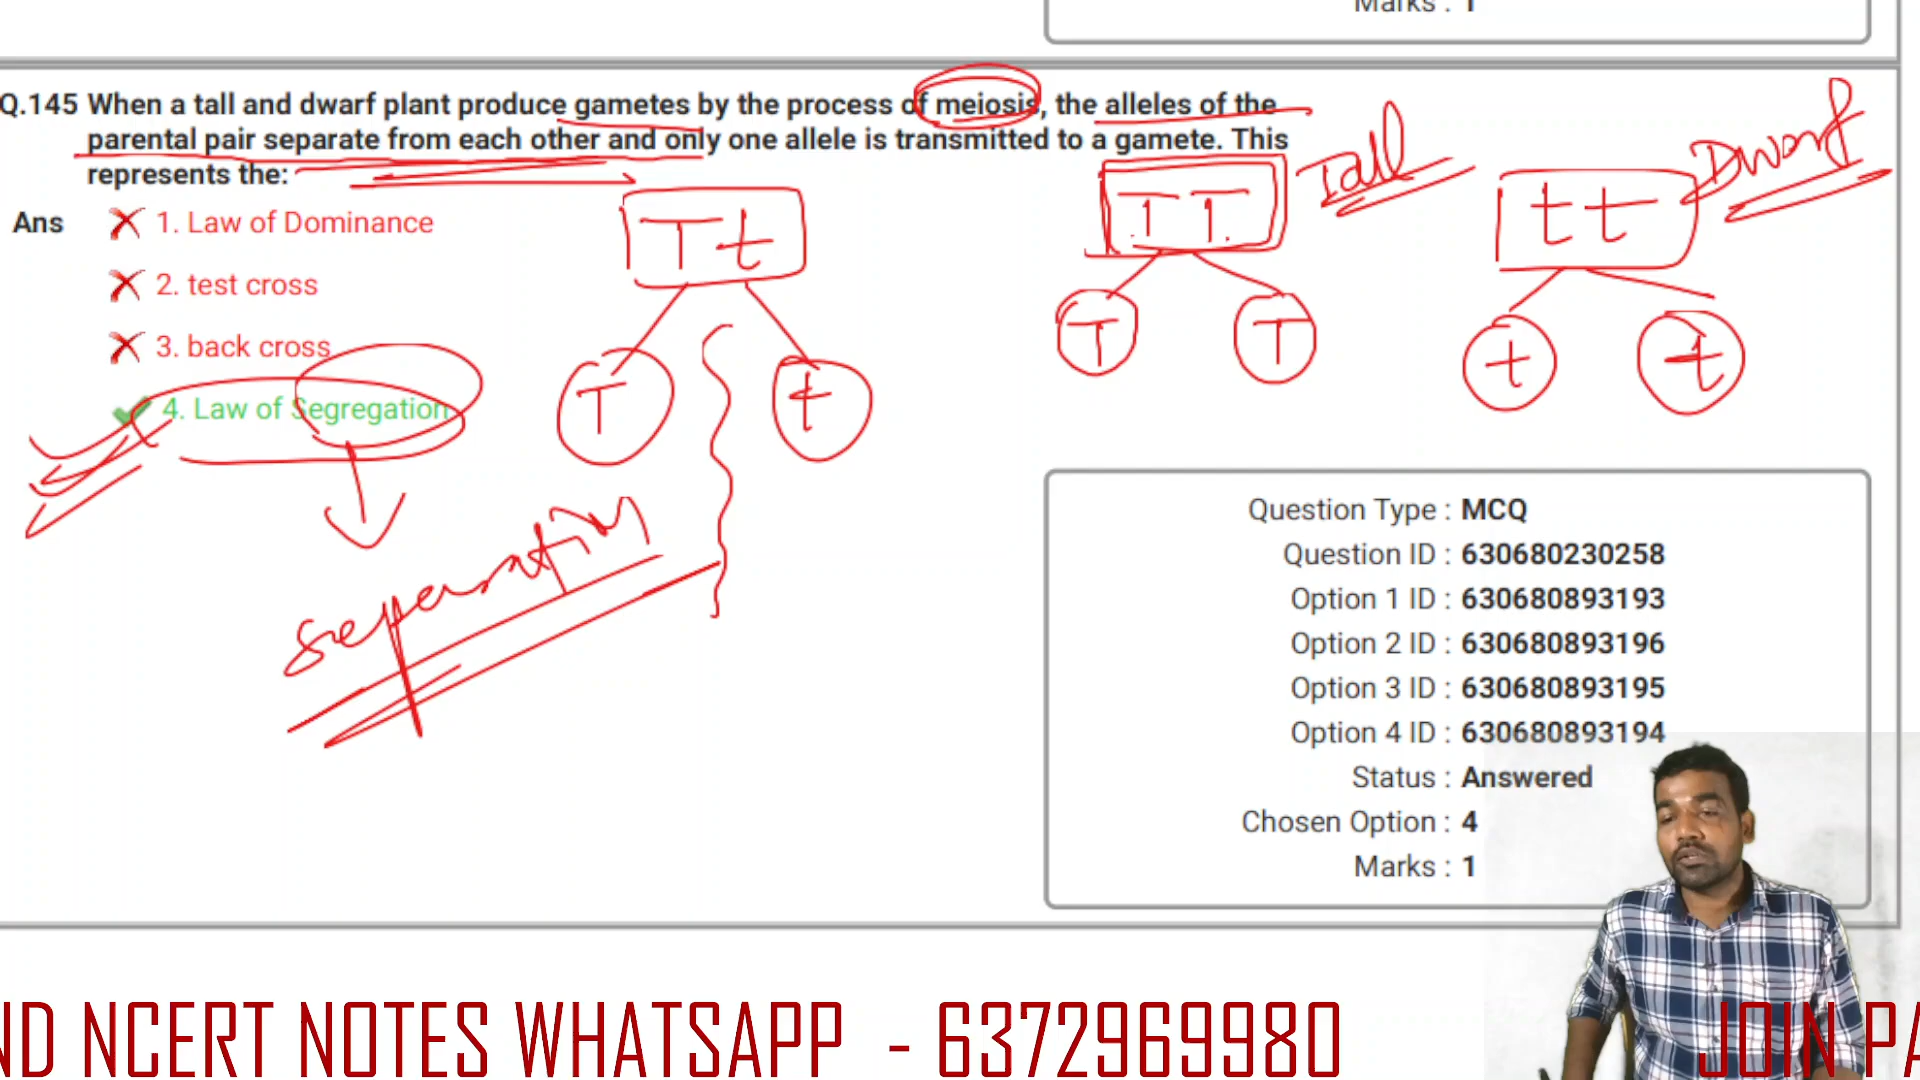 Marks : 1
Q.145 When a tall and dwarf plant produce gametes by the process of meiosis, the alleles of the
parental pair separate from each other and only one allele is transmitted to a gamete. This
represents the:
Ans
1. Law of Dominance
2. test cross
3. back cross
4. Law of Segregation
T t
T
t
separation
T T
Tall
T
T
t t
Dwarf
t
t
Question Type : MCQ
Question ID : 630680230258
Option 1 ID : 630680893193
Option 2 ID : 630680893196
Option 3 ID : 630680893195
Option 4 ID : 630680893194
Status : Answered
Chosen Option : 4
Marks : 1
ND NCERT NOTES WHATSAPP - 6372969980 JOIN PA